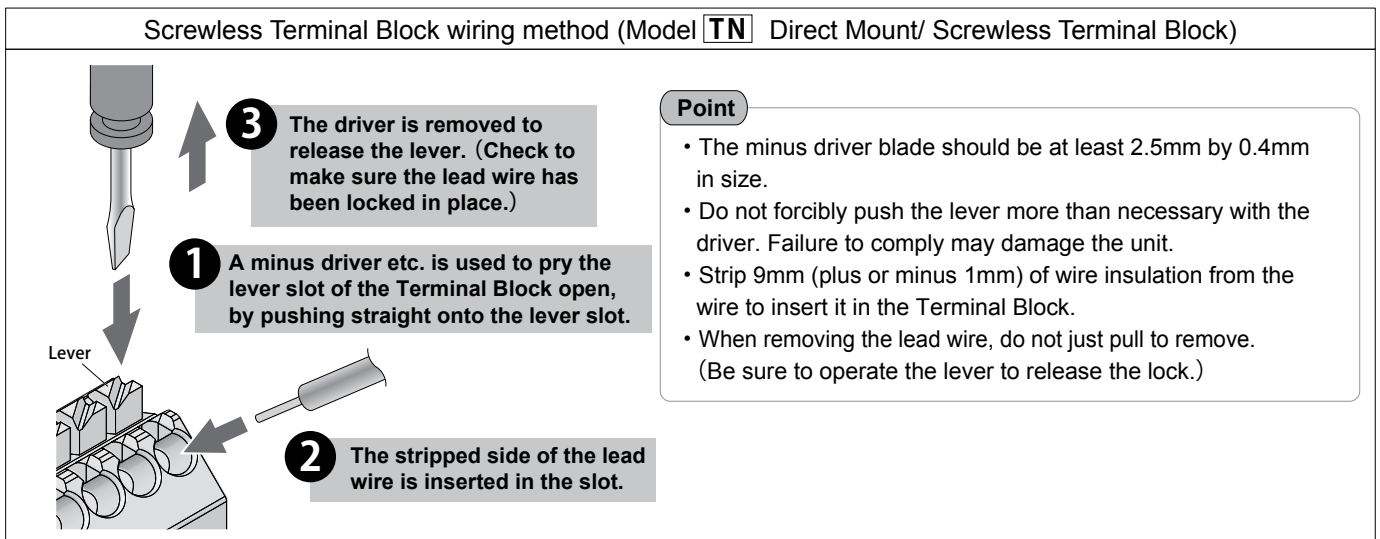 Screwless Terminal Block wiring method (Model TN Direct Mount/ Screwless Terminal Block)
3
The driver is removed to
release the lever.（Check to
make sure the lead wire has
been locked in place.）
1
A minus driver etc. is used to pry the
lever slot of the Terminal Block open,
by pushing straight onto the lever slot.
Lever
2
The stripped side of the lead
wire is inserted in the slot.
Point
・The minus driver blade should be at least 2.5mm by 0.4mm
in size.
・Do not forcibly push the lever more than necessary with the
driver. Failure to comply may damage the unit.
・Strip 9mm (plus or minus 1mm) of wire insulation from the
wire to insert it in the Terminal Block.
・When removing the lead wire, do not just pull to remove.
（Be sure to operate the lever to release the lock.）